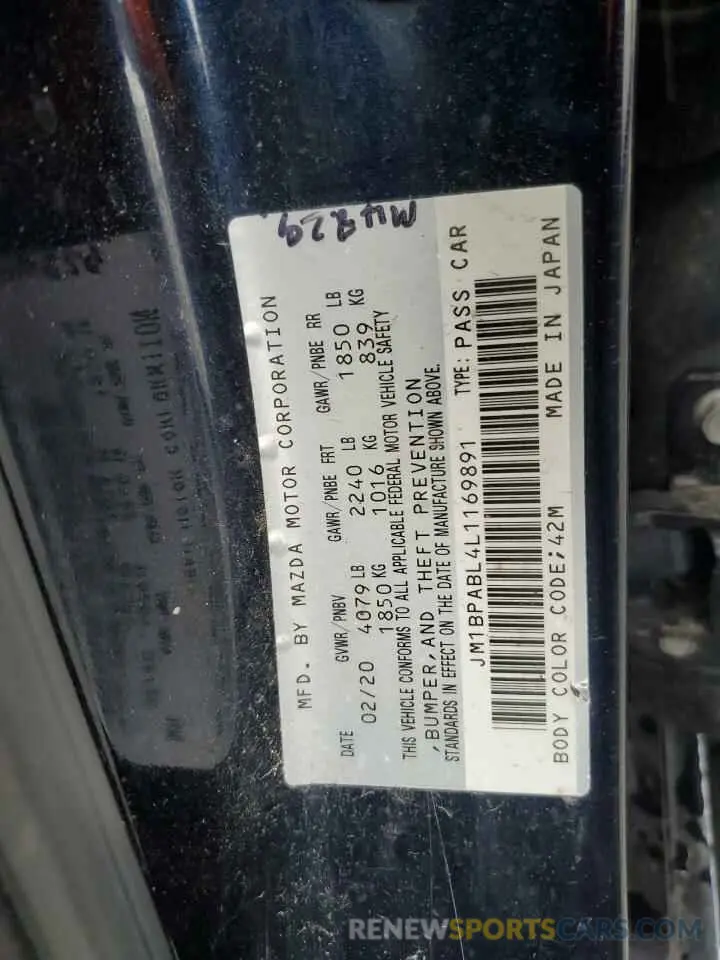 MFD. BY MAZDA MOTOR CORPORATION
DATE GVWR/PNBV GAWR/PNBE FRT GAWR/PNBE RR
02/20 4079 LB 2240 LB 1850 LB
1850 KG 1016 KG 839 KG
THIS VEHICLE CONFORMS TO ALL APPLICABLE FEDERAL MOTOR VEHICLE SAFETY
,BUMPER, AND THEFT PREVENTION
STANDARDS IN EFFECT ON THE DATE OF MANUFACTURE SHOWN ABOVE.
JM1BPABL4L1169891 TYPE: PASS CAR
BODY COLOR CODE;42M MADE IN JAPAN
RENEWSPORTSCARS.COM